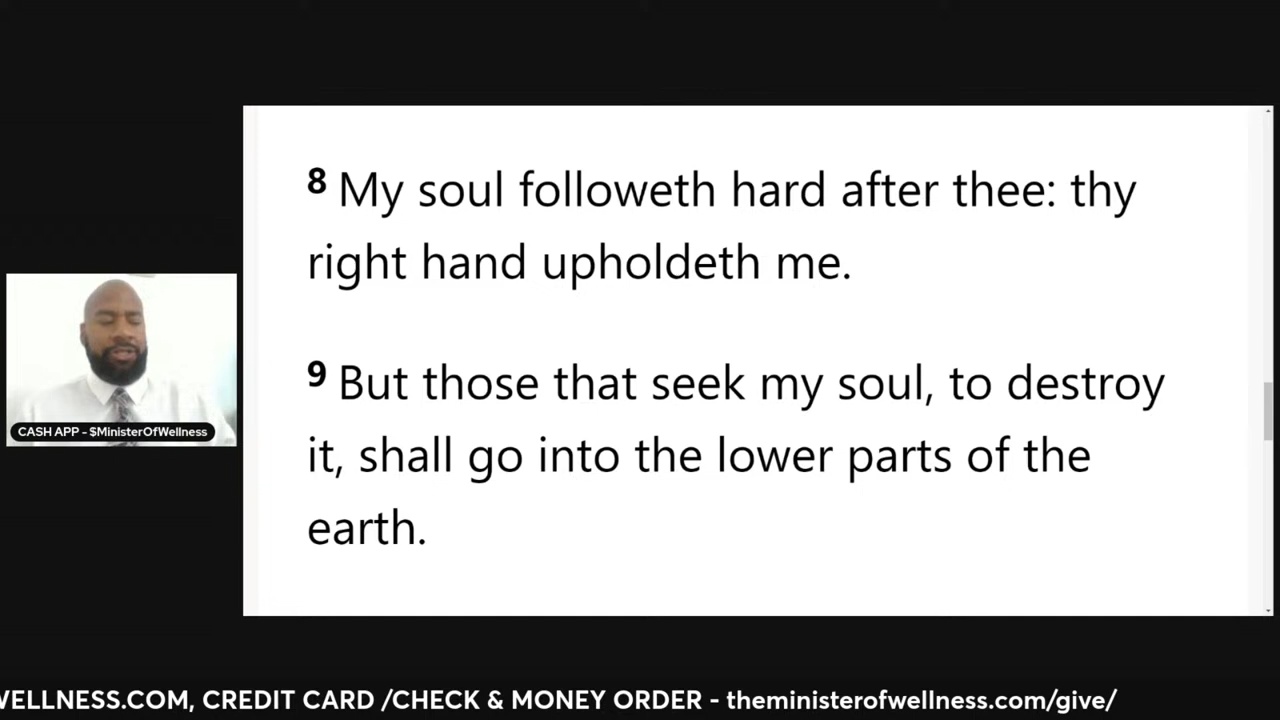 8 My soul followeth hard after thee: thy
right hand upholdeth me.
9 But those that seek my soul, to destroy
it, shall go into the lower parts of the
earth.
CASH APP - $MinisterOfWellness
WELLNESS.COM, CREDIT CARD /CHECK & MONEY ORDER - theministerofwellness.com/give/